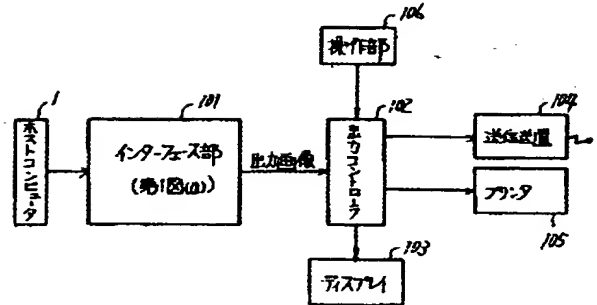 106
操作部
1
101
102
104
ホストコンピュータ
インターフェース部
(第1図(a))
出力画像
出力コントローラ
送信装置
プリンタ
105
103
ディスプレイ